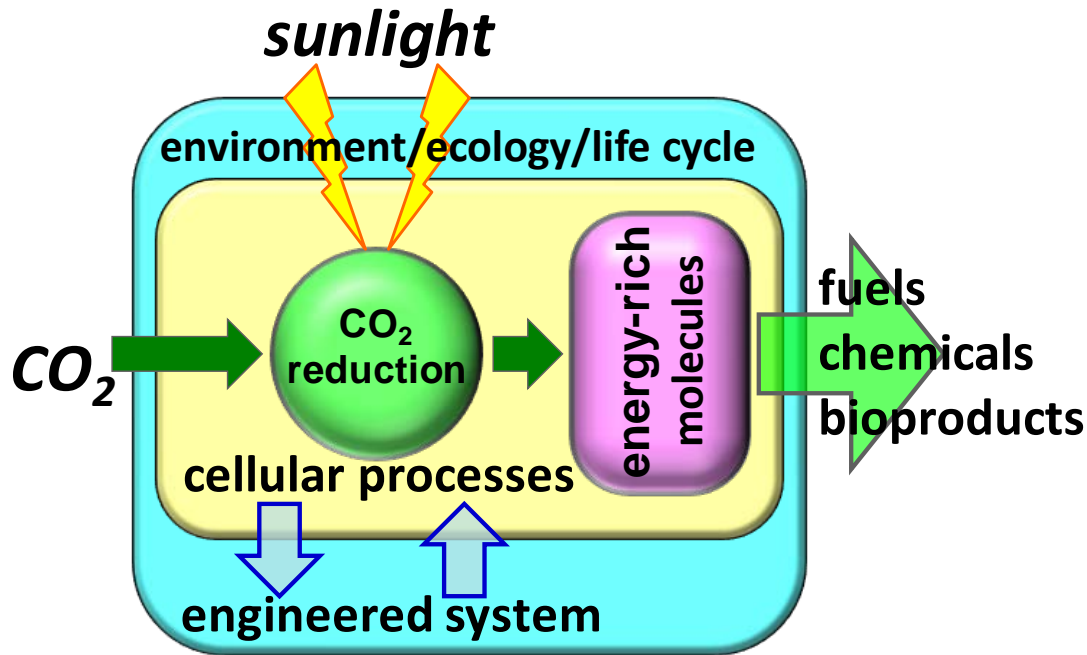 sunlight
environment/ecology/life cycle
CO₂
CO₂
reduction
energy-rich
molecules
fuels
chemicals
bioproducts
cellular processes
engineered system